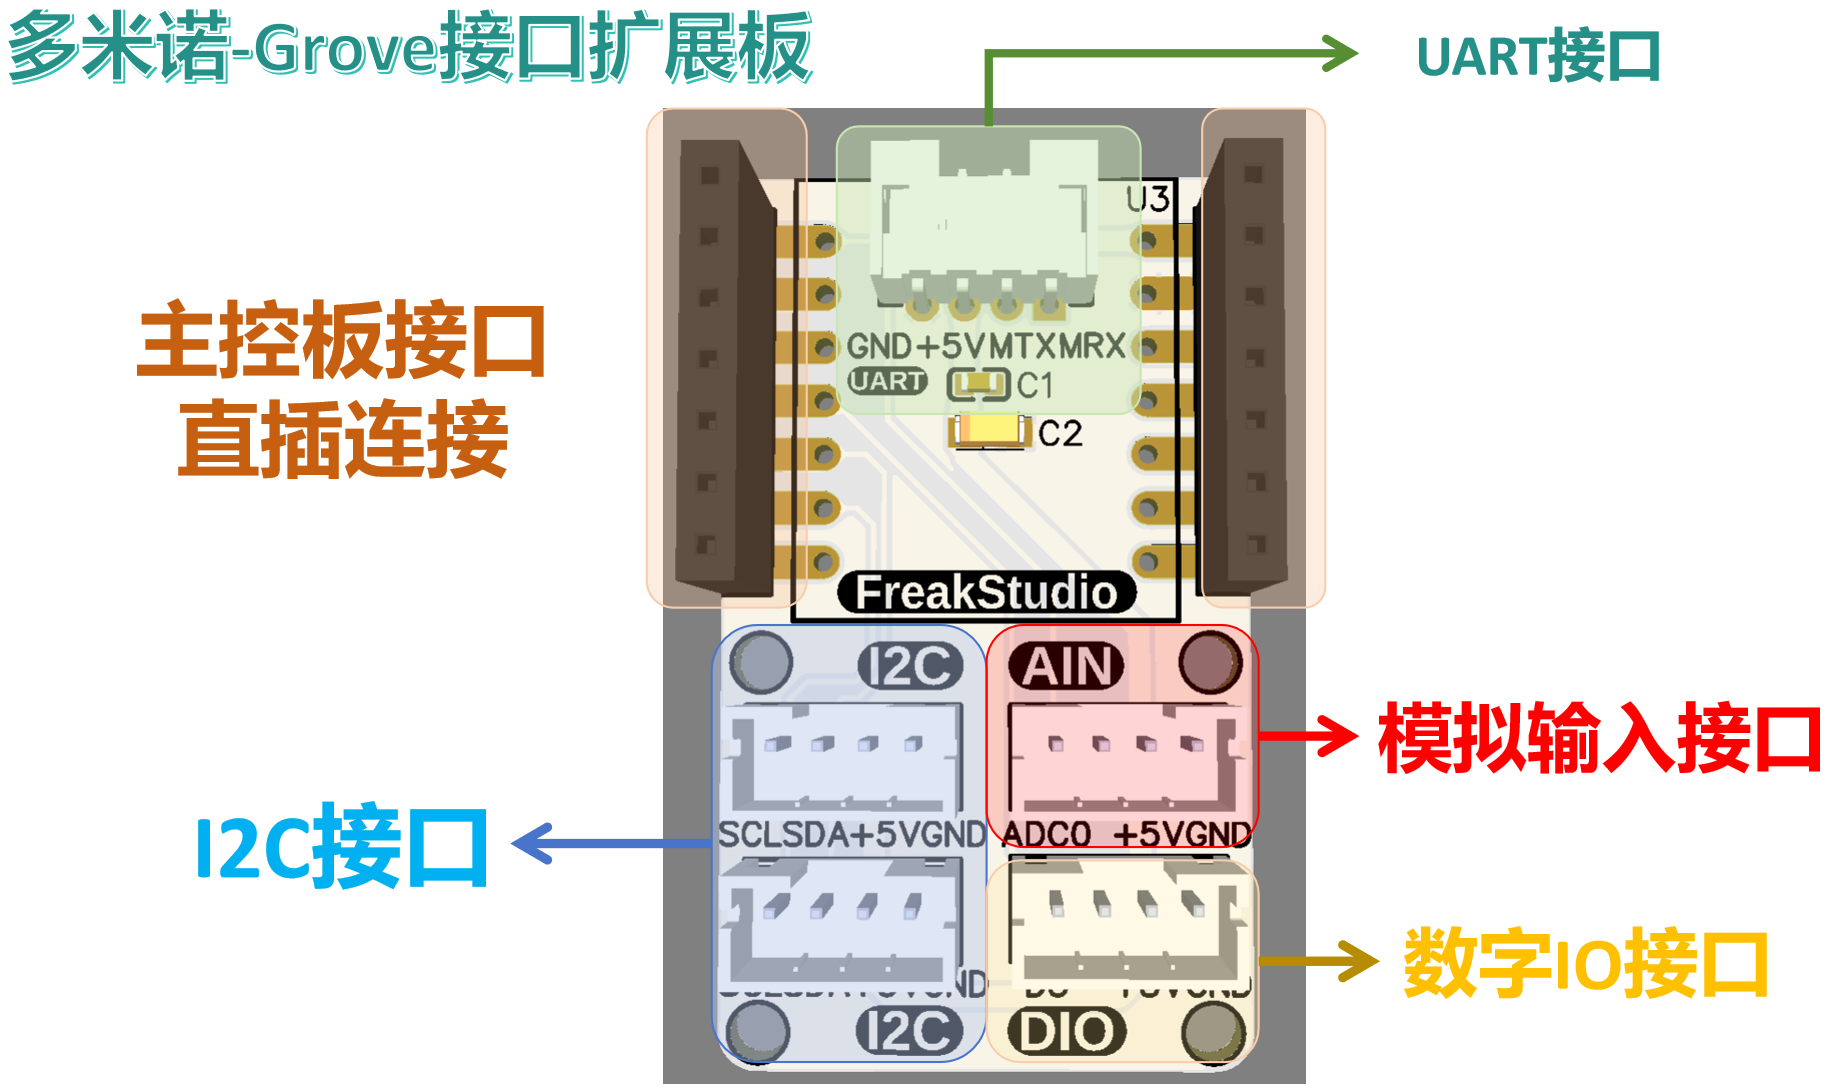 多米诺-Grove接口扩展板
UART接口
U3
主控板接口
直插连接
GND+5VMTXMRX
UART
C1
C2
FreakStudio
I2C
AIN
模拟输入接口
I2C接口
SCLSDA+5VGND
ADC0 +5VGND
数字IO接口
I2C
DIO